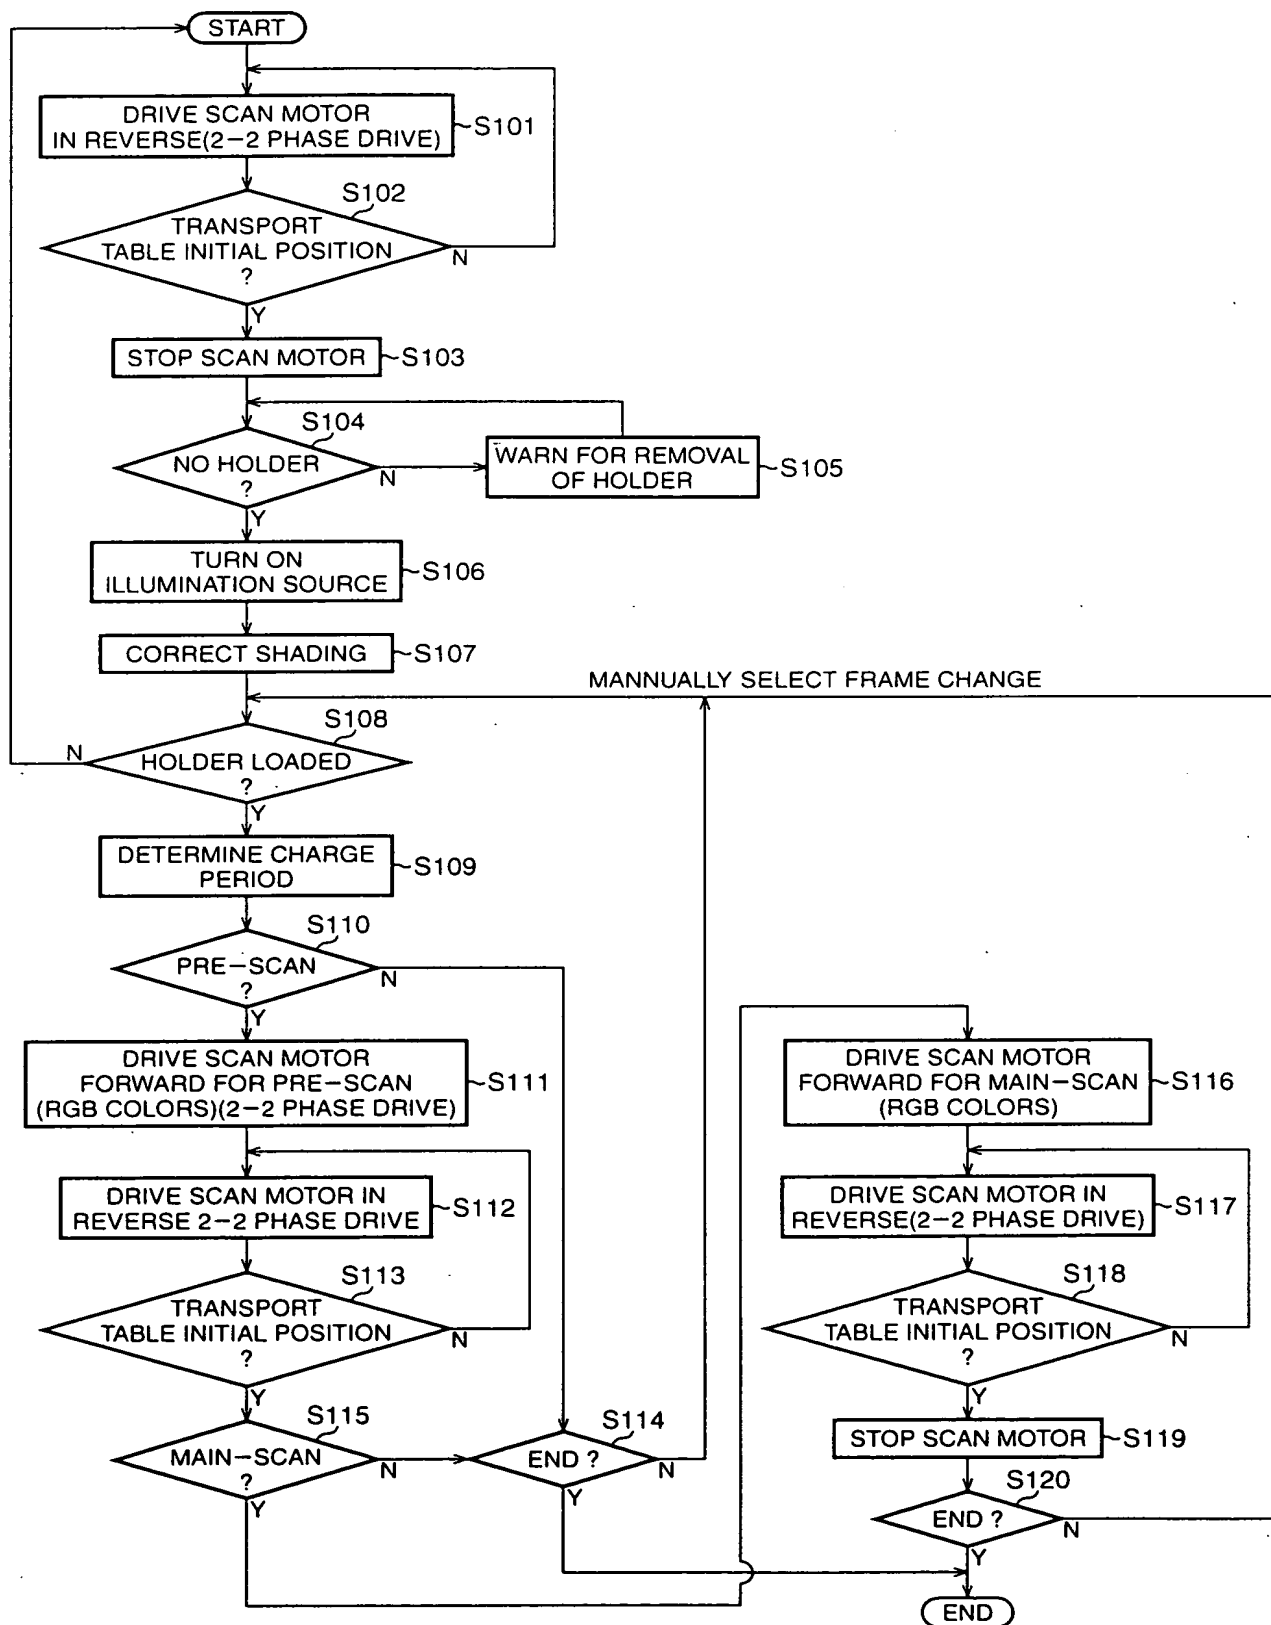 START
DRIVE SCAN MOTOR
IN REVERSE(2-2 PHASE DRIVE)
S101
S102
TRANSPORT
TABLE INITIAL POSITION
?
N
Y
STOP SCAN MOTOR
S103
S104
NO HOLDER
?
N
Y
WARN FOR REMOVAL
OF HOLDER
S105
TURN ON
ILLUMINATION SOURCE
S106
CORRECT SHADING
S107
MANNUALLY SELECT FRAME CHANGE
S108
HOLDER LOADED
?
N
Y
DETERMINE CHARGE
PERIOD
S109
S110
PRE-SCAN
?
N
Y
DRIVE SCAN MOTOR
FORWARD FOR PRE-SCAN
(RGB COLORS)(2-2 PHASE DRIVE)
S111
DRIVE SCAN MOTOR IN
REVERSE 2-2 PHASE DRIVE
S112
S113
TRANSPORT
TABLE INITIAL POSITION
?
N
Y
S115
MAIN-SCAN
?
N
Y
S114
END ?
N
Y
DRIVE SCAN MOTOR
FORWARD FOR MAIN-SCAN
(RGB COLORS)
S116
DRIVE SCAN MOTOR IN
REVERSE(2-2 PHASE DRIVE)
S117
S118
TRANSPORT
TABLE INITIAL POSITION
?
N
Y
STOP SCAN MOTOR
S119
S120
END ?
N
Y
END